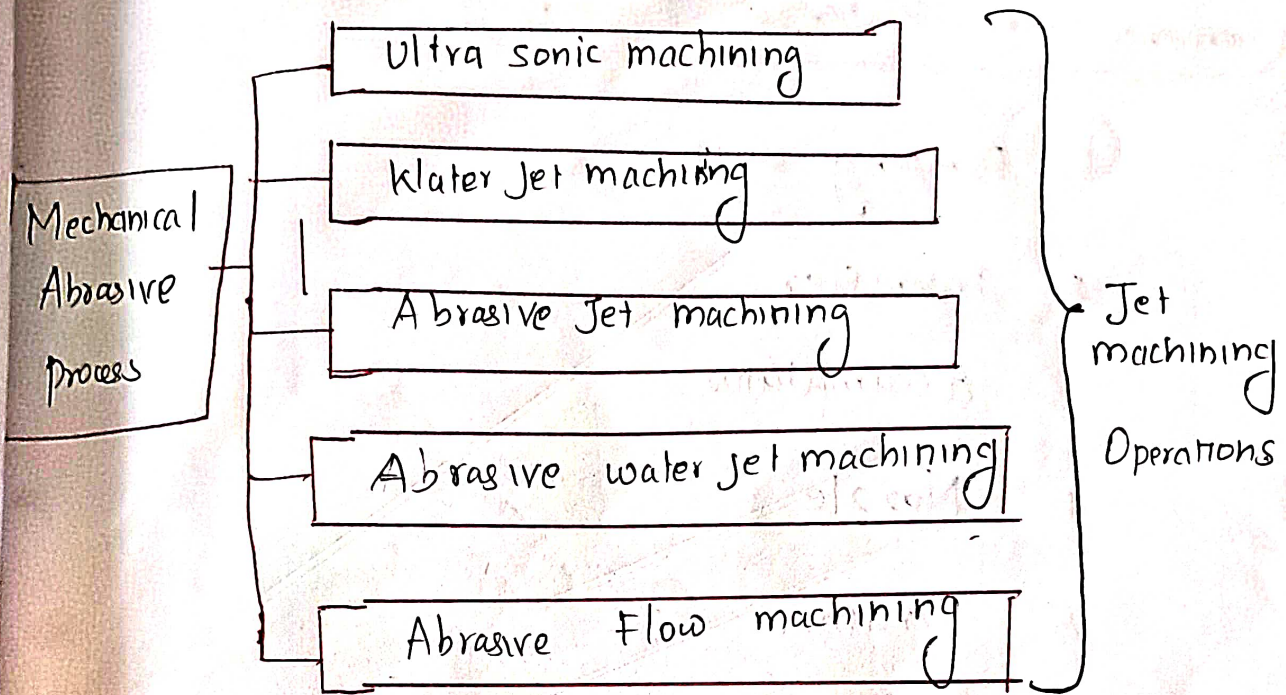 Ultra sonic machining
Water Jet machining
Mechanical
Abrasive
process
Abrasive Jet machining
Jet
machining
Operations
Abrasive water jet machining
Abrasive Flow machining